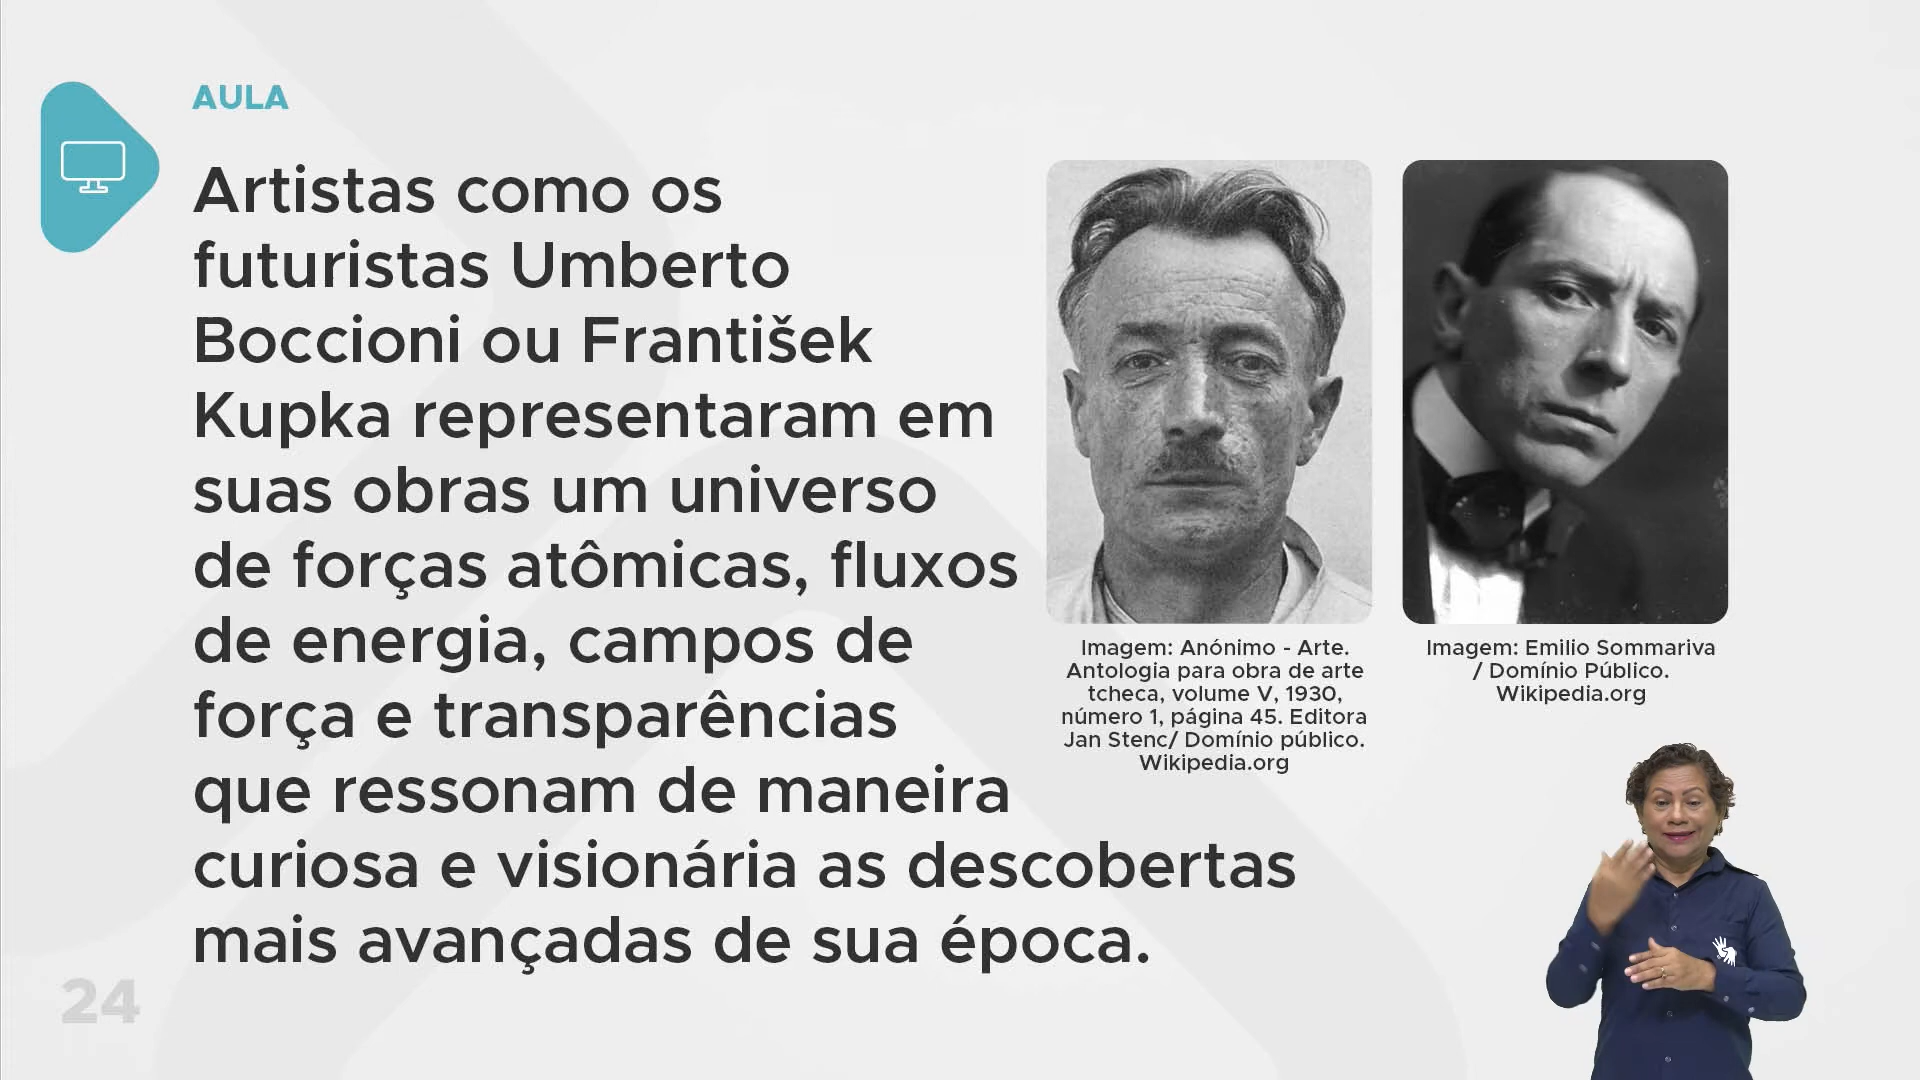 AULA
Artistas como os
futuristas Umberto
Boccioni ou František
Kupka representaram em
suas obras um universo
de forças atômicas, fluxos
de energia, campos de
força e transparências
que ressonam de maneira
curiosa e visionária as descobertas
mais avançadas de sua época.
Imagem: Anónimo - Arte.
Antologia para obra de arte
tcheca, volume V, 1930,
número 1, página 45. Editora
Jan Stenc/ Domínio público.
Wikipedia.org
Imagem: Emilio Sommariva
/ Domínio Público.
Wikipedia.org
24